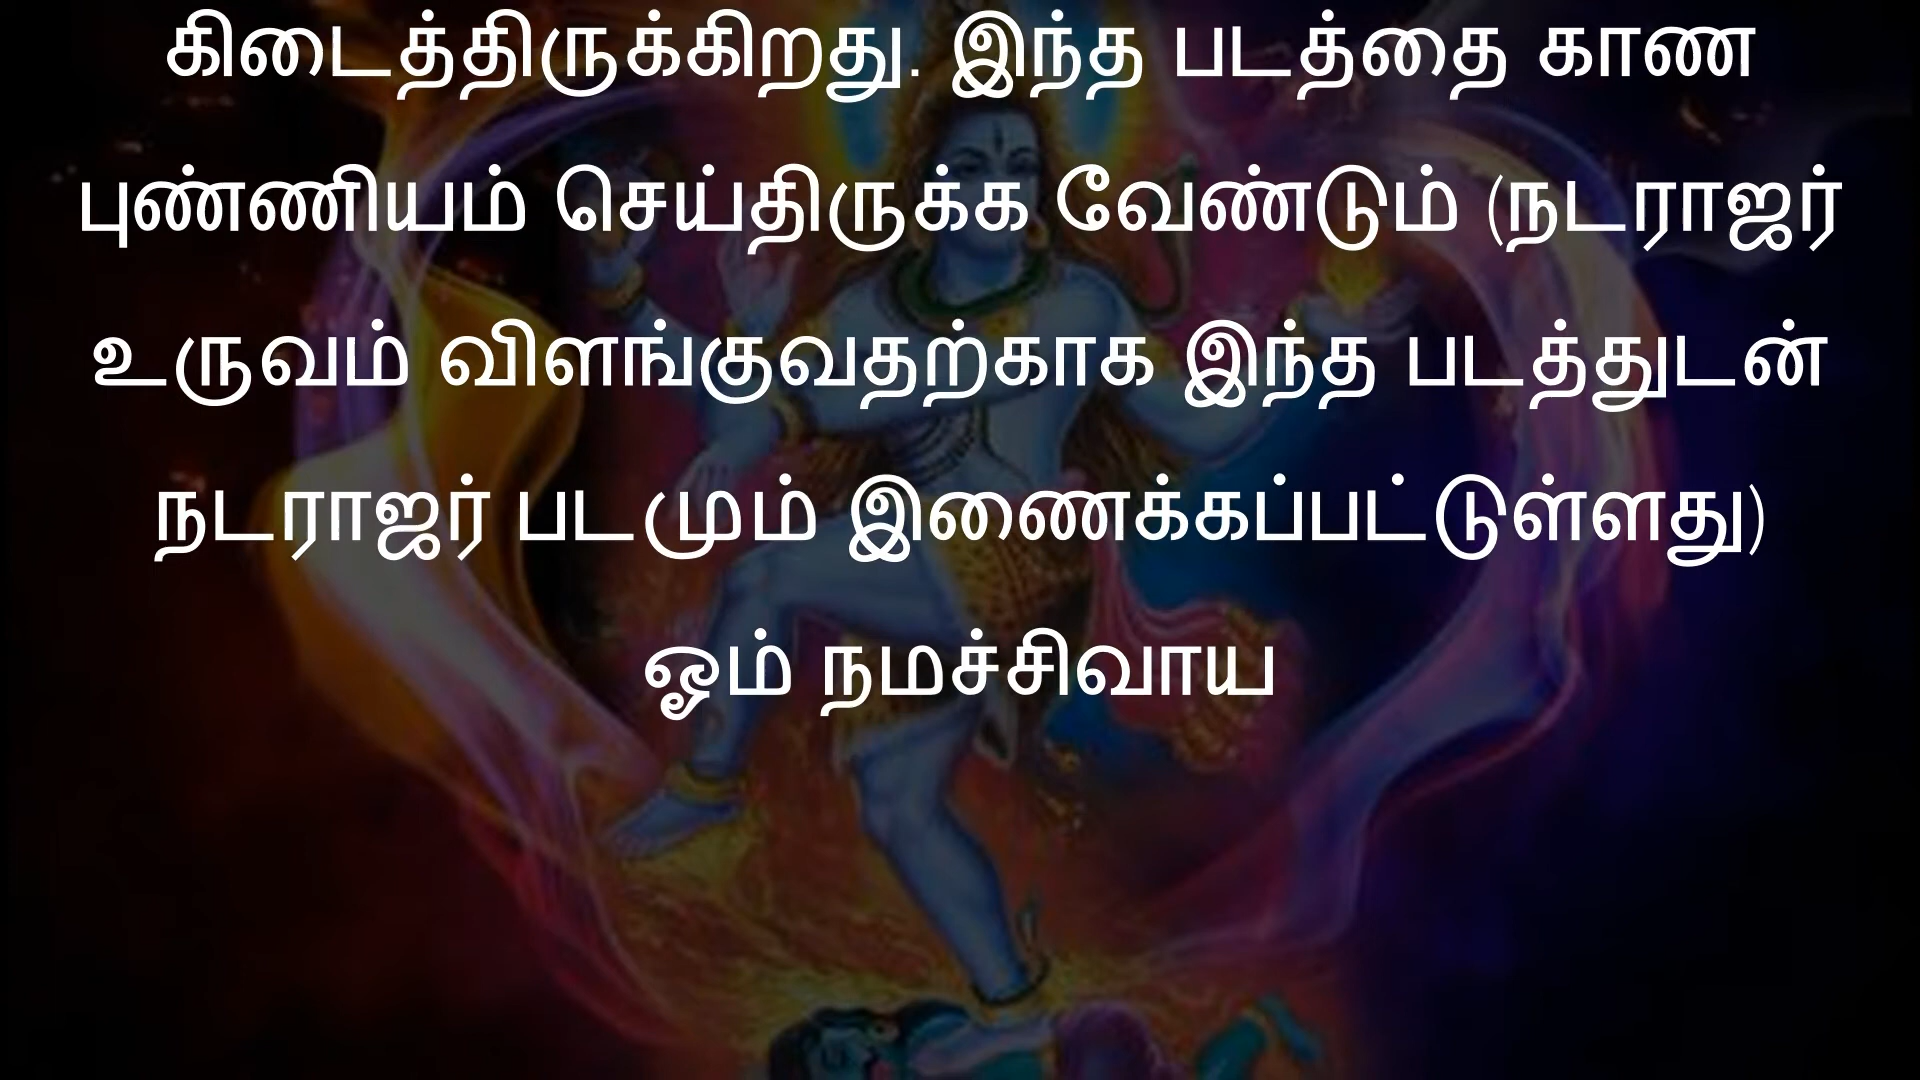 கிடைத்திருக்கிறது. இந்த படத்தை காண
புண்ணியம் செய்திருக்க வேண்டும் (நடராஜர்
உருவம் விளங்குவதற்காக இந்த படத்துடன்
நடராஜர் படமும் இணைக்கப்பட்டுள்ளது)
ஓம் நமச்சிவாய